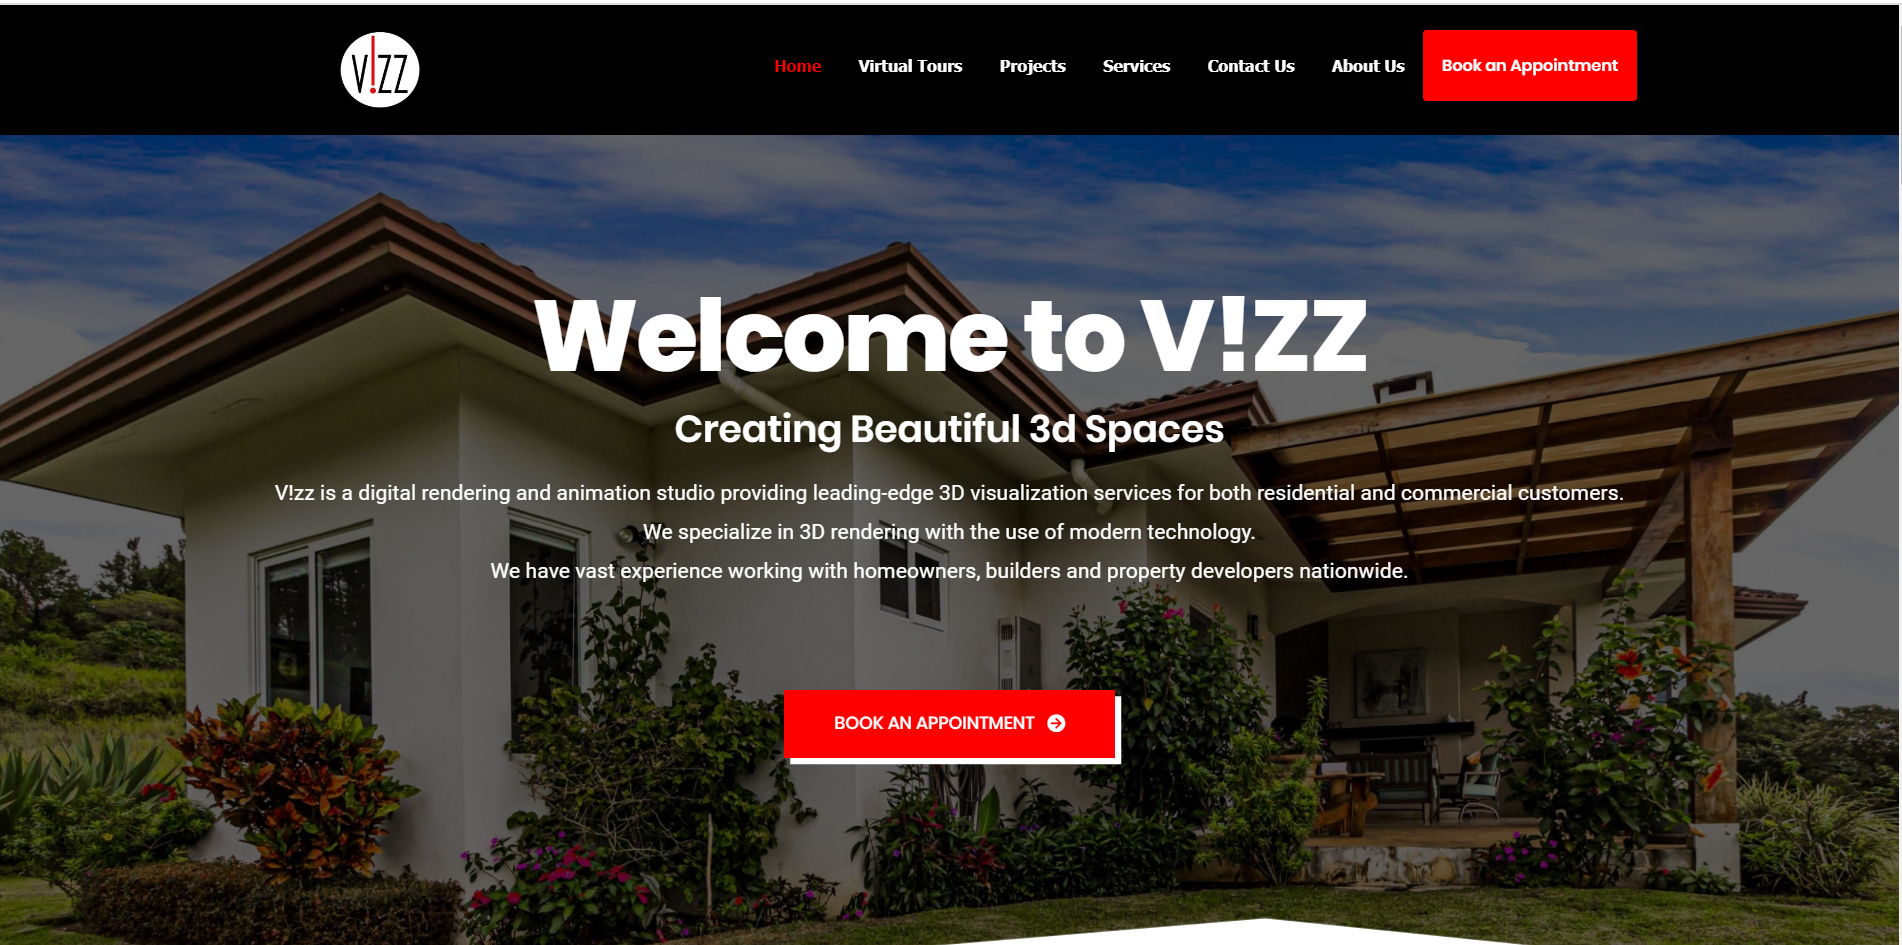 V!ZZ
Home Virtual Tours Projects Services Contact Us About Us Book an Appointment
Welcome to V!ZZ
Creating Beautiful 3d Spaces
V!zz is a digital rendering and animation studio providing leading-edge 3D visualization services for both residential and commercial customers.
We specialize in 3D rendering with the use of modern technology.
We have vast experience working with homeowners, builders and property developers nationwide.
BOOK AN APPOINTMENT